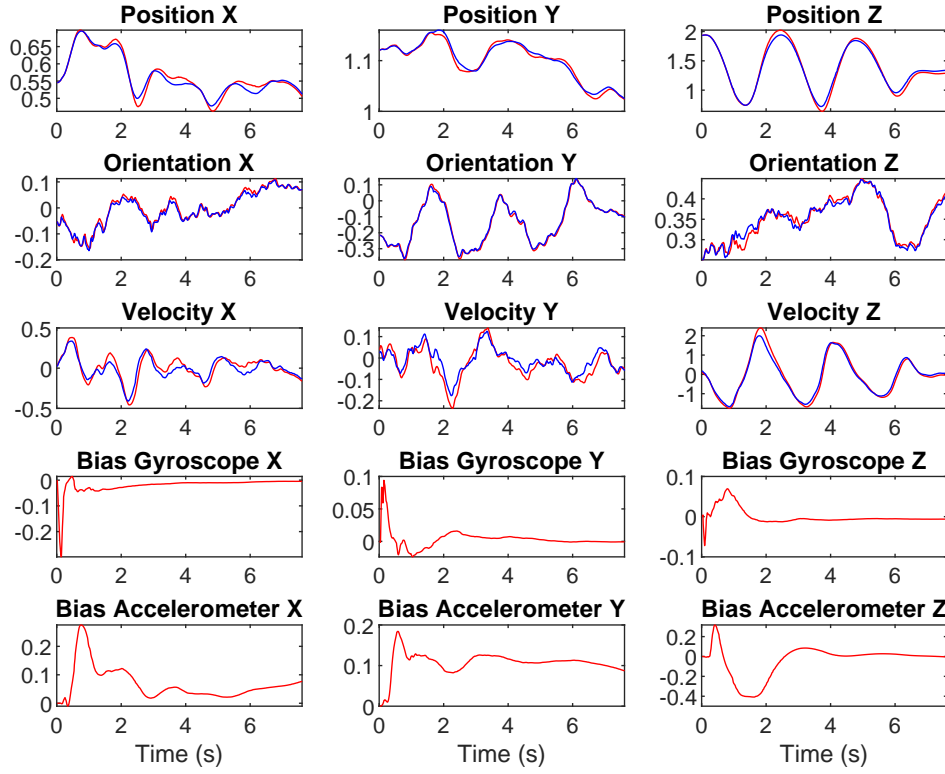 Position X Position Y Position Z
0.65 0.6 0.55 0.5 1.1 1 2 1.5 1
0 2 4 6 0 2 4 6 0 2 4 6
Orientation X Orientation Y Orientation Z
0.1 0 -0.1 -0.2 0.1 0 -0.1 -0.2 -0.3 0.4 0.35 0.3
0 2 4 6 0 2 4 6 0 2 4 6
Velocity X Velocity Y Velocity Z
0.5 0 -0.5 0.1 0 -0.1 -0.2 2 1 0 -1
0 2 4 6 0 2 4 6 0 2 4 6
Bias Gyroscope X Bias Gyroscope Y Bias Gyroscope Z
0 -0.1 -0.2 0.1 0.05 0 0.1 0 -0.1
0 2 4 6 0 2 4 6 0 2 4 6
Bias Accelerometer X Bias Accelerometer Y Bias Accelerometer Z
0.2 0.1 0 0.2 0.1 0 0.2 0 -0.2 -0.4
0 2 4 6 0 2 4 6 0 2 4 6
Time (s) Time (s) Time (s)